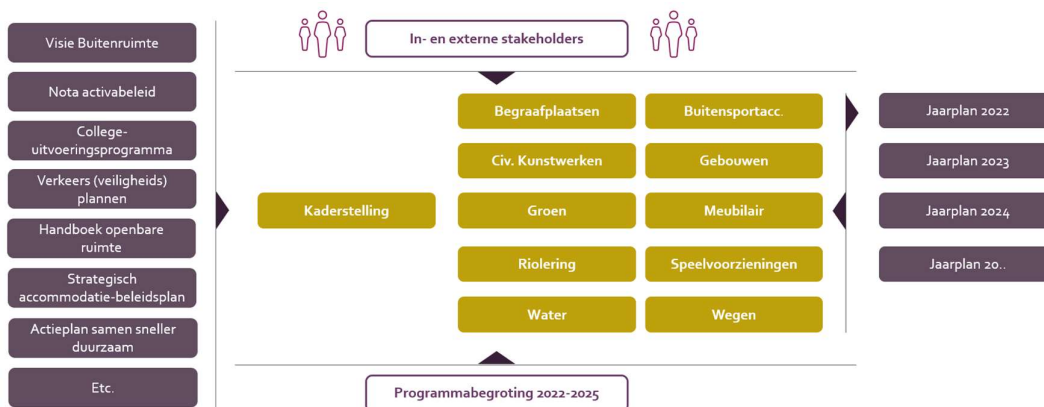 Visie Buitenruimte
Nota activabeleid
College-
uitvoeringsprogramma
Verkeers (veiligheids)
plannen
Handboek openbare
ruimte
Strategisch
accommodatie-beleidsplan
Actieplan samen sneller
duurzaam
Etc.
In- en externe stakeholders
Kaderstelling
Begraafplaatsen
Buitensportacc.
Civ. Kunstwerken
Gebouwen
Groen
Meubilair
Riolering
Speelvoorzieningen
Water
Wegen
Programmabegroting 2022-2025
Jaarplan 2022
Jaarplan 2023
Jaarplan 2024
Jaarplan 20..